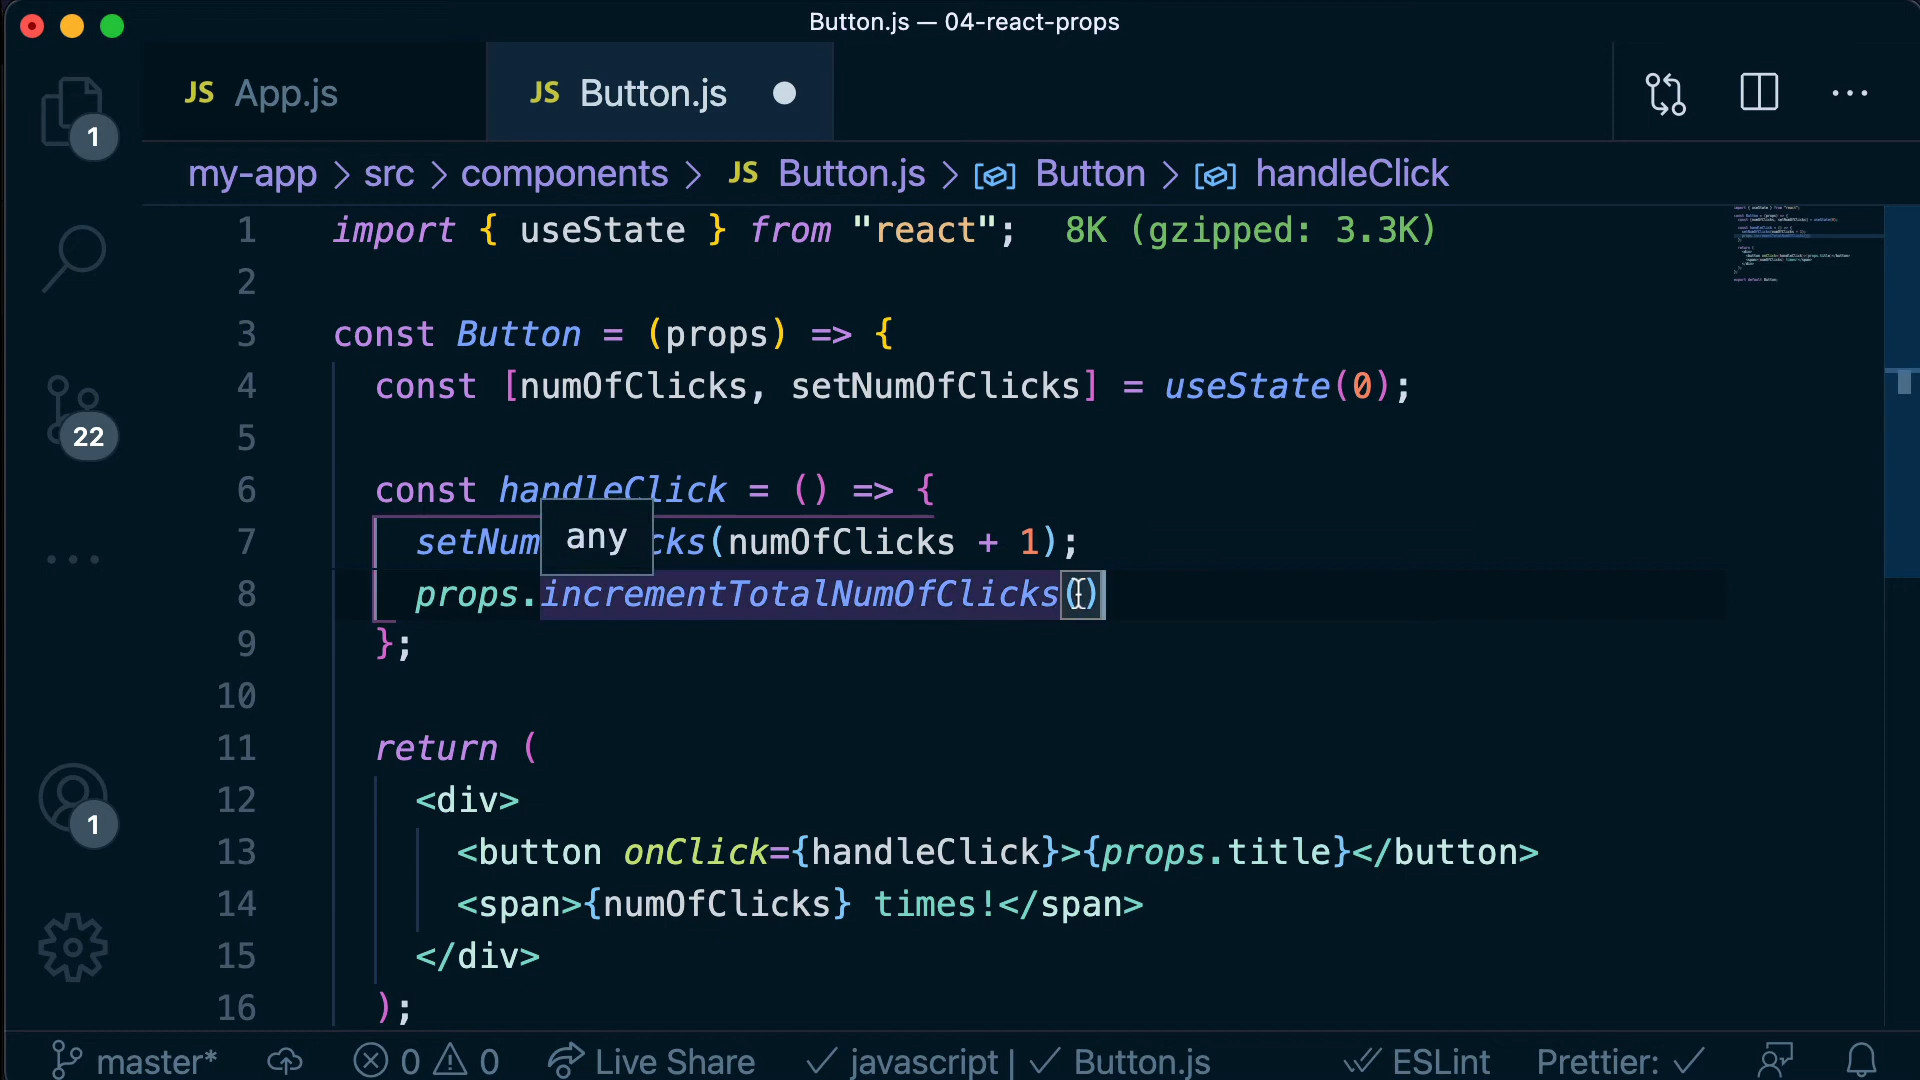 Button.js — 04-react-props
JS App.js
JS Button.js
my-app > src > components > JS Button.js > Button > handleClick
1 import { useState } from "react"; 8K (gzipped: 3.3K)
2
3 const Button = (props) => {
4 const [numOfClicks, setNumOfClicks] = useState(0);
5
6 const handleClick = () => {
any
7 setNum cks(numOfClicks + 1);
8 props.incrementTotalNumOfClicks()
9 };
10
11 return (
12 <div>
13 <button onClick={handleClick}>{props.title}</button>
14 <span>{numOfClicks} times!</span>
15 </div>
16 );
1
22
1
master* 0 0 Live Share javascript | Button.js ESLint Prettier: